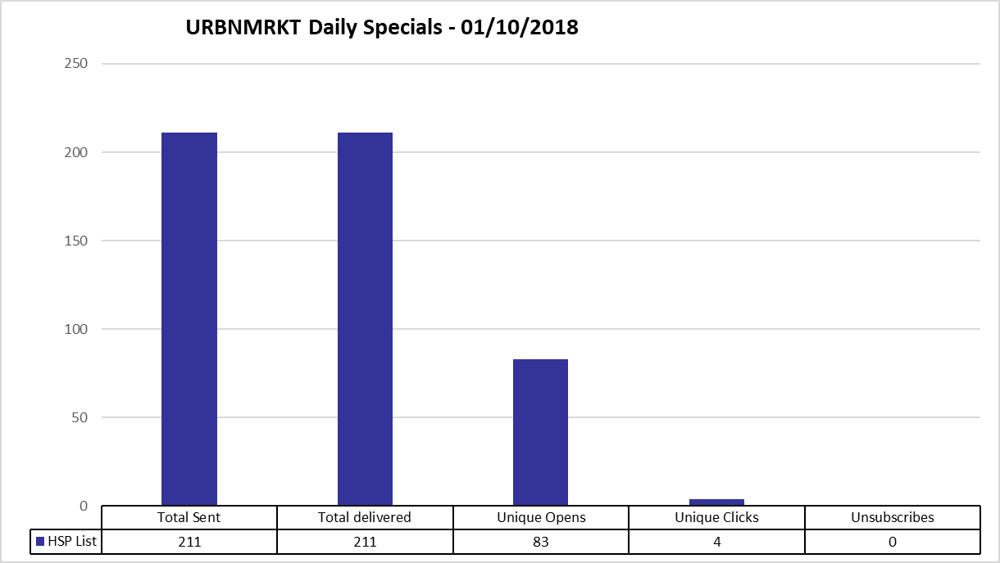 URBNMRKT Daily Specials - 01/10/2018
250
200
150
100
50
0
Total Sent Total delivered Unique Opens Unique Clicks Unsubscribes
HSP List 211 211 83 4 0